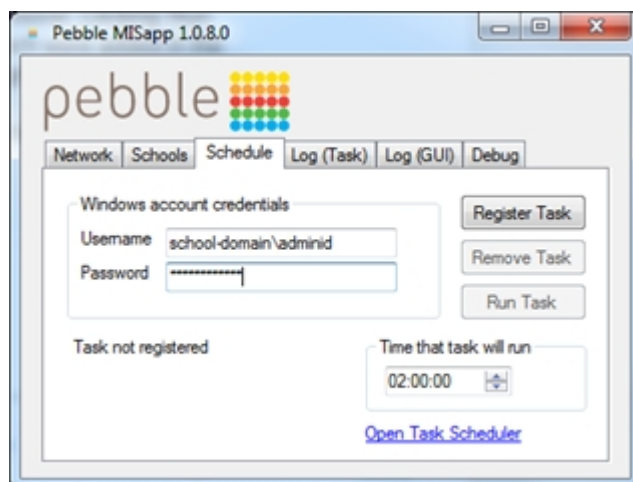 Pebble MISapp 1.0.8.0
pebble
Network Schools Schedule Log (Task) Log (GUI) Debug
Windows account credentials
Username school-domain\adminid
Password •••••••••••••
Register Task
Remove Task
Run Task
Task not registered
Time that task will run
02:00:00
Open Task Scheduler